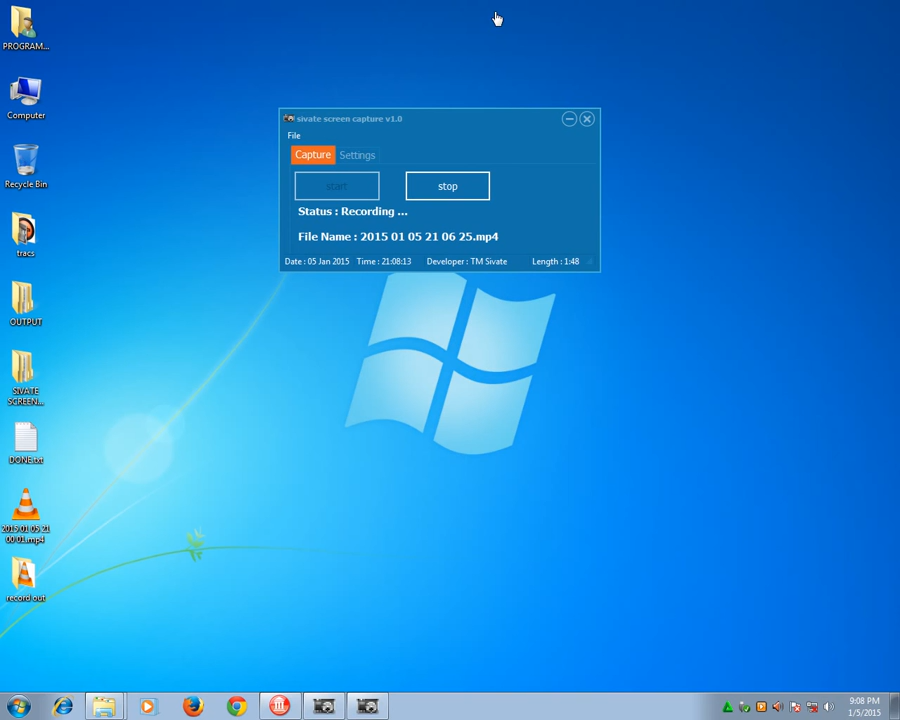 PROGRAM...
Computer
Recycle Bin
tracs
OUTPUT
SIVATE
SCREEN...
DONE.txt
2015 01 05 21
00 01.mp4
record out
sivate screen capture v1.0
File
Capture Settings
start stop
Status : Recording ...
File Name : 2015 01 05 21 06 25.mp4
Date : 05 Jan 2015 Time : 21:08:13 Developer : TM Sivate Length : 1:48
9:08 PM
1/5/2015